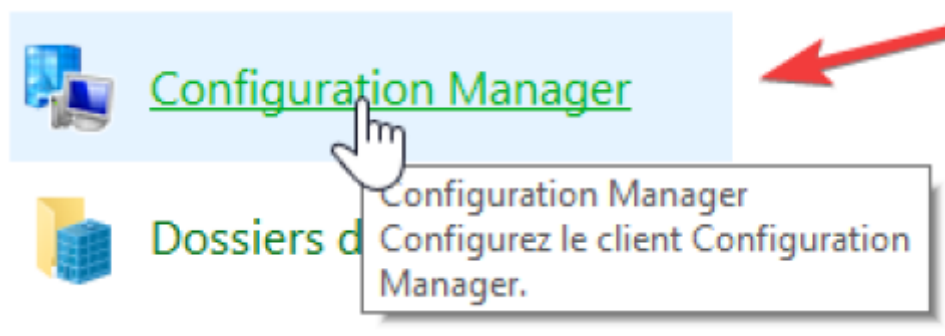 Configuration Manager
Configuration Manager
Dossiers d
Configurez le client Configuration
Manager.